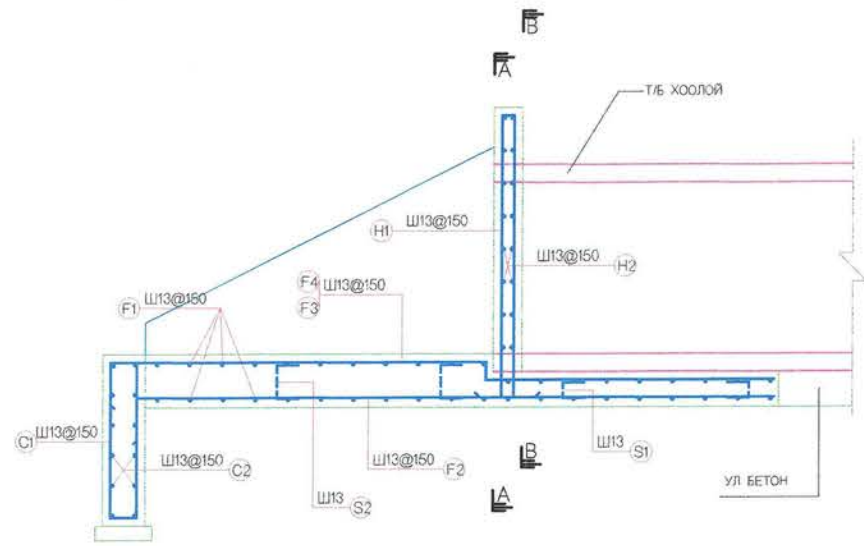 B
A
Т/Б ХООЛОЙ
H1 Ш13@150
Ш13@150 H2
F4 Ш13@150
F3
F1 Ш13@150
C1 Ш13@150
Ш13@150 C2
Ш13@150 F2
Ш13 S2
Ш13 S1
B
A
УЛ БЕТОН